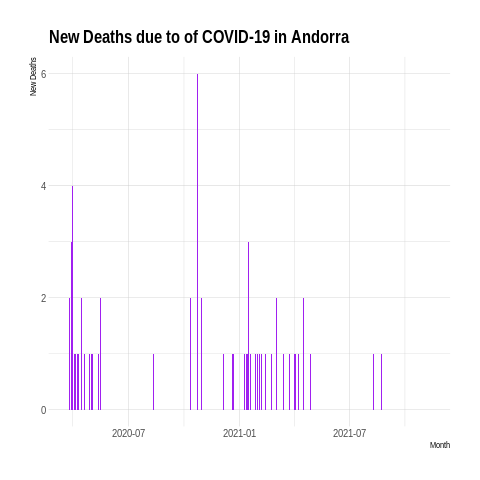 New Deaths due to of COVID-19 in Andorra
New Deaths
6
4
2
0
2020-07
2021-01
2021-07
Month